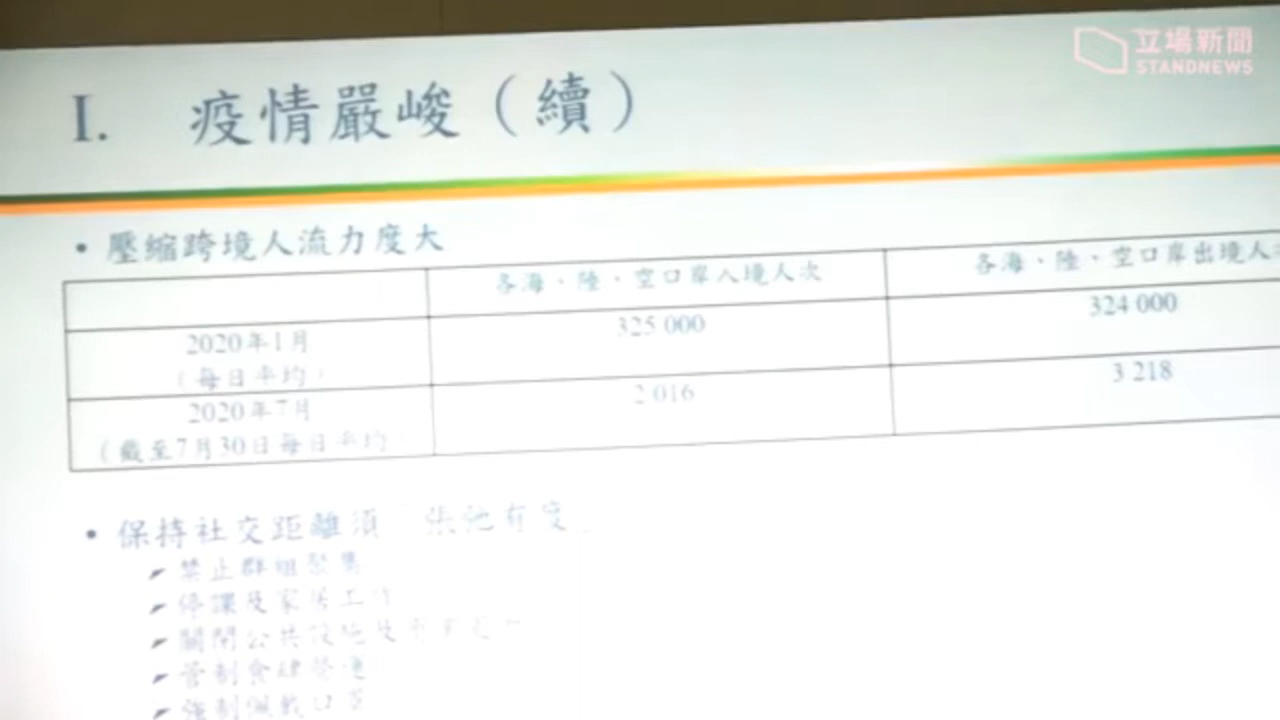 立場新聞
STANDNEWS
I. 疫情嚴峻（續）
• 壓縮跨境人流力度大
各海、陸、空口岸入境人次
各海、陸、空口岸出境人
2020年1月
（每日平均）
325 000
324 000
2020年7月
（截至7月30日每日平均）
2 016
3 218
• 保持社交距離須「張弛有度」
禁止群組聚集
停課及家居工作
關閉公共設施及
管制食肆營運
強制佩戴口罩